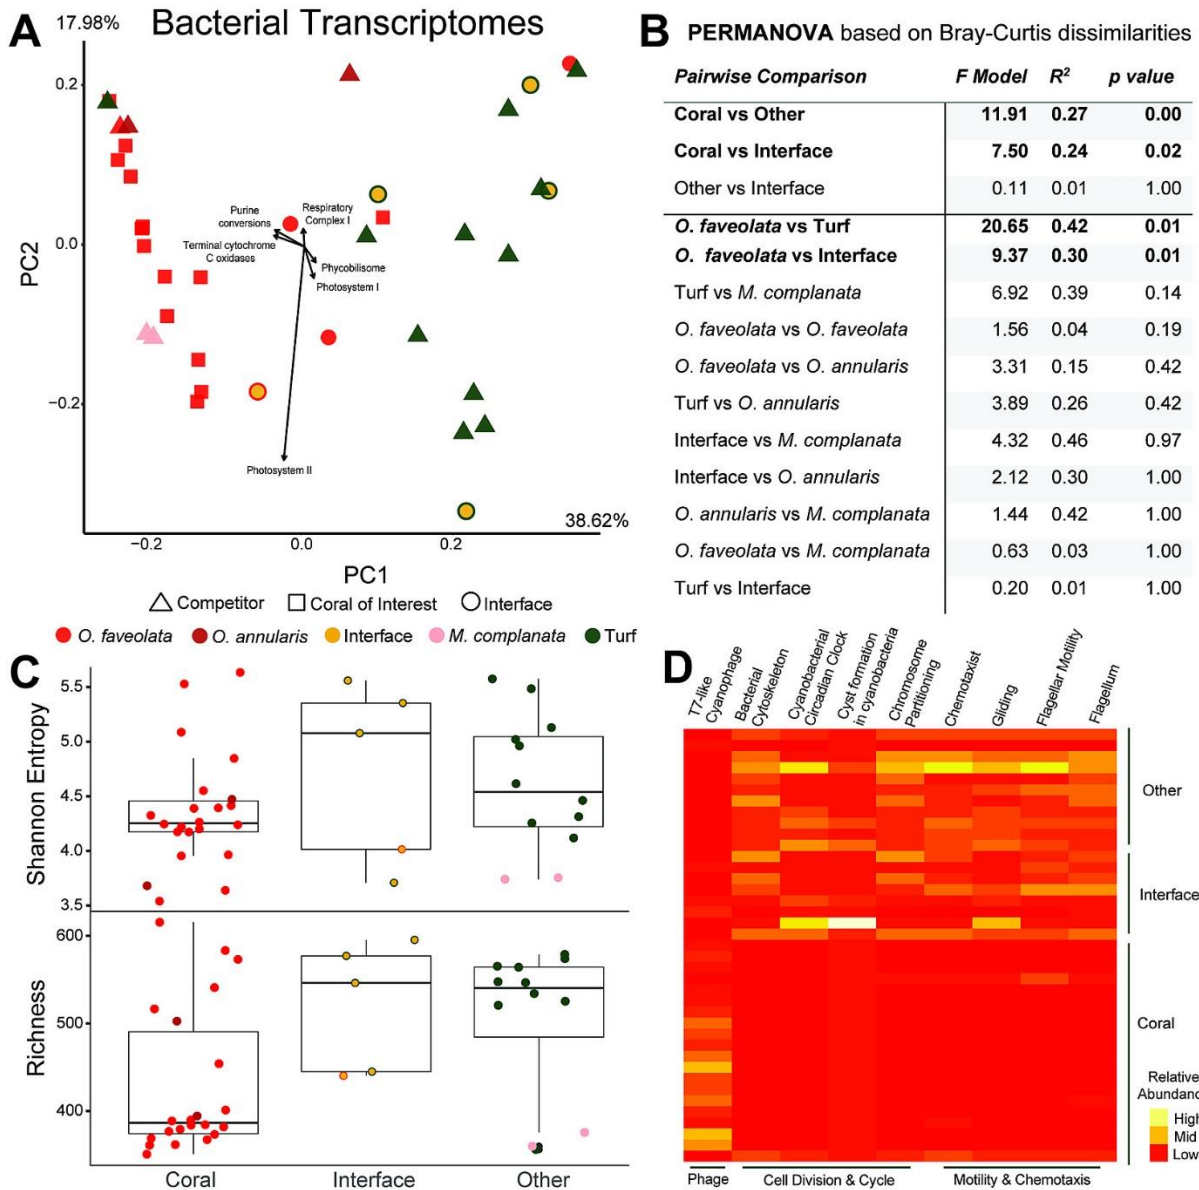 A
17.98%
Bacterial Transcriptomes
0.2
0.0
−0.2
PC2
Purine
conversions
Respiratory
Complex I
Terminal cytochrome
C oxidases
Phycobilisome
Photosystem I
Photosystem II
38.62%
−0.2
0.0
0.2
PC1
Competitor
Coral of Interest
Interface
O. faveolata
O. annularis
Interface
M. complanata
Turf
B
PERMANOVA based on Bray-Curtis dissimilarities
Pairwise Comparison F Model R² p value
Coral vs Other 11.91 0.27 0.00
Coral vs Interface 7.50 0.24 0.02
Other vs Interface 0.11 0.01 1.00
O. faveolata vs Turf 20.65 0.42 0.01
O. faveolata vs Interface 9.37 0.30 0.01
Turf vs M. complanata 6.92 0.39 0.14
O. faveolata vs O. faveolata 1.56 0.04 0.19
O. faveolata vs O. annularis 3.31 0.15 0.42
Turf vs O. annularis 3.89 0.26 0.42
Interface vs M. complanata 4.32 0.46 0.97
Interface vs O. annularis 2.12 0.30 1.00
O. annularis vs M. complanata 1.44 0.42 1.00
O. faveolata vs M. complanata 0.63 0.03 1.00
Turf vs Interface 0.20 0.01 1.00
C
Shannon Entropy
5.5
5.0
4.5
4.0
3.5
Richness
600
500
400
Coral
Interface
Other
D
T7-like
Cyanophage
Bacterial
Cytoskeleton
Cyanobacterial
Circadian Clock
Cyst formation
in cyanobacteria
Chromosome
Partitioning
Chemotaxist
Gliding
Flagellar Motility
Flagellum
Other
Interface
Coral
Relative
Abundanc
High
Mid
Low
Phage
Cell Division & Cycle
Motility & Chemotaxis